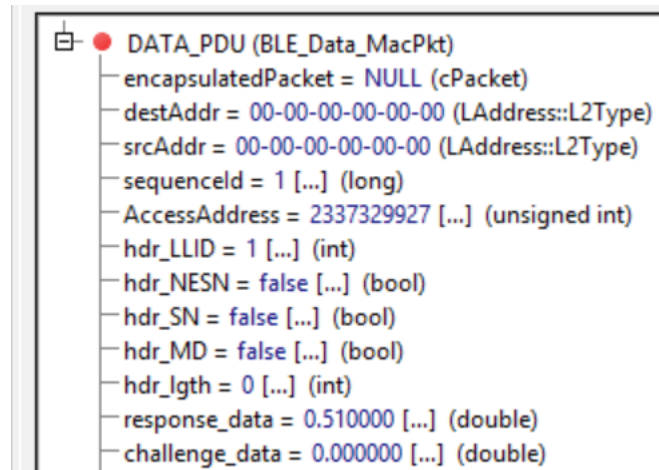 DATA_PDU (BLE_Data_MacPkt)
encapsulatedPacket = NULL (cPacket)
destAddr = 00-00-00-00-00-00 (LAddress::L2Type)
srcAddr = 00-00-00-00-00-00 (LAddress::L2Type)
sequenceId = 1 [...] (long)
AccessAddress = 2337329927 [...] (unsigned int)
hdr_LLID = 1 [...] (int)
hdr_NESN = false [...] (bool)
hdr_SN = false [...] (bool)
hdr_MD = false [...] (bool)
hdr_lgth = 0 [...] (int)
response_data = 0.510000 [...] (double)
challenge_data = 0.000000 [...] (double)